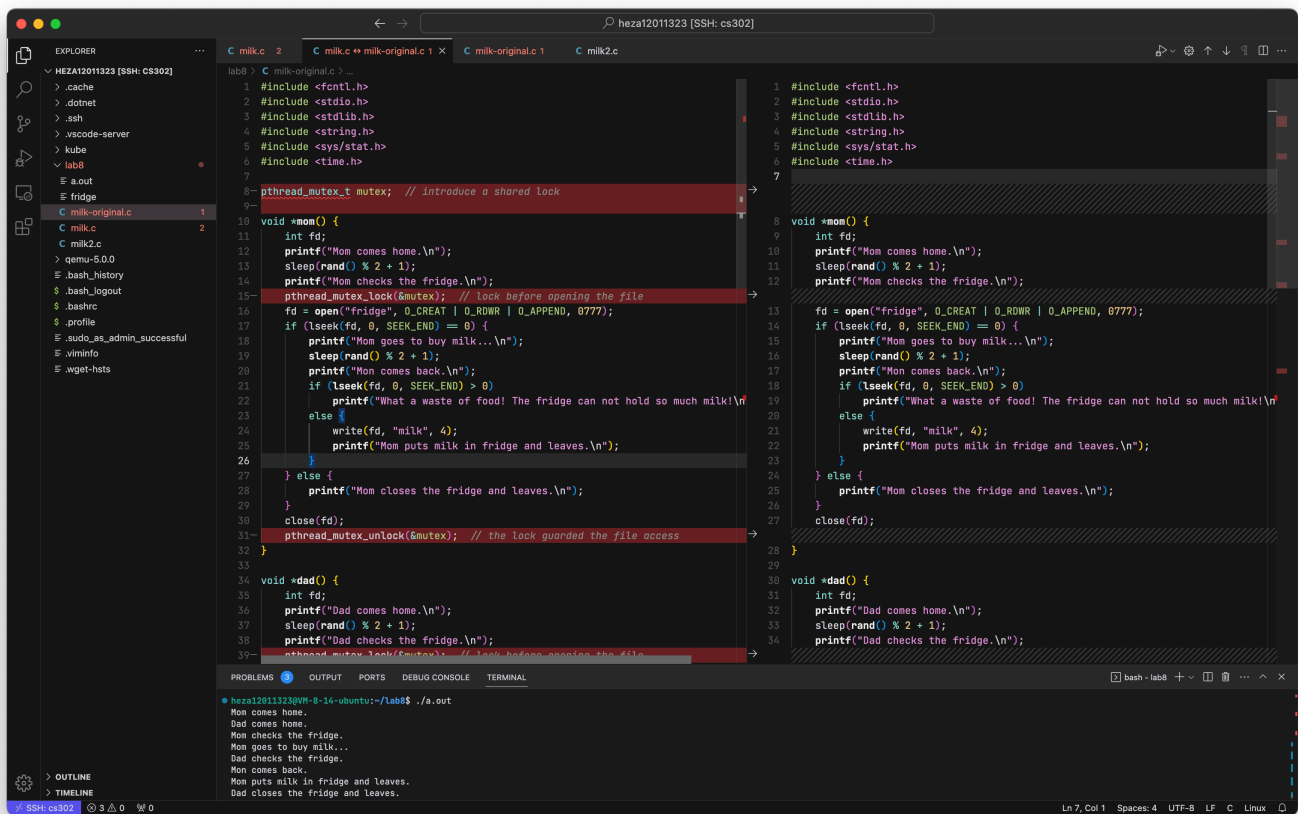 heza12011323 [SSH: cs302]
EXPLORER
HEZA12011323 [SSH: CS302]
.cache
.dotnet
.ssh
.vscode-server
kube
lab8
a.out
fridge
C milk-original.c 1
C milk.c 2
C milk2.c
qemu-5.0.0
.bash_history
$ .bash_logout
$ .bashrc
$ .profile
.sudo_as_admin_successful
.viminfo
.wget-hsts
OUTLINE
TIMELINE
C milk.c 2
C milk.c ↔ milk-original.c 1
C milk-original.c 1
C milk2.c
lab8 > C milk-original.c > ...
1 #include <fcntl.h>
2 #include <stdio.h>
3 #include <stdlib.h>
4 #include <string.h>
5 #include <sys/stat.h>
6 #include <time.h>
7
8 pthread_mutex_t mutex;  // introduce a shared lock
9
10 void *mom() {
11     int fd;
12     printf("Mom comes home.\n");
13     sleep(rand() % 2 + 1);
14     printf("Mom checks the fridge.\n");
15     pthread_mutex_lock(&mutex);  // lock before opening the file
16     fd = open("fridge", O_CREAT | O_RDWR | O_APPEND, 0777);
17     if (lseek(fd, 0, SEEK_END) == 0) {
18         printf("Mom goes to buy milk...\n");
19         sleep(rand() % 2 + 1);
20         printf("Mon comes back.\n");
21         if (lseek(fd, 0, SEEK_END) > 0)
22             printf("What a waste of food! The fridge can not hold so much milk!\n
23         else {
24             write(fd, "milk", 4);
25             printf("Mom puts milk in fridge and leaves.\n");
26         }
27     } else {
28         printf("Mom closes the fridge and leaves.\n");
29     }
30     close(fd);
31     pthread_mutex_unlock(&mutex);  // the lock guarded the file access
32 }
33
34 void *dad() {
35     int fd;
36     printf("Dad comes home.\n");
37     sleep(rand() % 2 + 1);
38     printf("Dad checks the fridge.\n");
39     pthread_mutex_lock(&mutex);  // lock before opening the file
1 #include <fcntl.h>
2 #include <stdio.h>
3 #include <stdlib.h>
4 #include <string.h>
5 #include <sys/stat.h>
6 #include <time.h>
7
8 void *mom() {
9     int fd;
10     printf("Mom comes home.\n");
11     sleep(rand() % 2 + 1);
12     printf("Mom checks the fridge.\n");
13     fd = open("fridge", O_CREAT | O_RDWR | O_APPEND, 0777);
14     if (lseek(fd, 0, SEEK_END) == 0) {
15         printf("Mom goes to buy milk...\n");
16         sleep(rand() % 2 + 1);
17         printf("Mon comes back.\n");
18         if (lseek(fd, 0, SEEK_END) > 0)
19             printf("What a waste of food! The fridge can not hold so much milk!\n
20         else {
21             write(fd, "milk", 4);
22             printf("Mom puts milk in fridge and leaves.\n");
23         }
24     } else {
25         printf("Mom closes the fridge and leaves.\n");
26     }
27     close(fd);
28 }
29
30 void *dad() {
31     int fd;
32     printf("Dad comes home.\n");
33     sleep(rand() % 2 + 1);
34     printf("Dad checks the fridge.\n");
PROBLEMS 3 OUTPUT PORTS DEBUG CONSOLE TERMINAL
bash - lab8
heza12011323@VM-8-14-ubuntu:~/lab8$ ./a.out
Mom comes home.
Dad comes home.
Mom checks the fridge.
Mom goes to buy milk...
Dad checks the fridge.
Mon comes back.
Mom puts milk in fridge and leaves.
Dad closes the fridge and leaves.
SSH: cs302 3 0 0
Ln 7, Col 1 Spaces: 4 UTF-8 LF C Linux